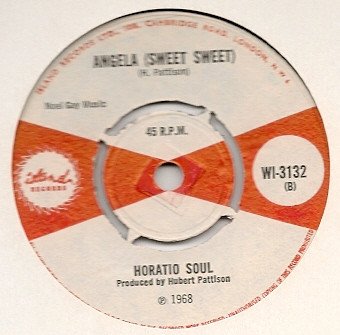 ISLAND RECORDS LTD., 108, CAMBRIDGE ROAD, LONDON, N.W.6
ANGELA (SWEET SWEET)
(H. Pattison)
Noel Gay Music
45 R.P.M.
island
RECORDS
WI-3132
(B)
HORATIO SOUL
Produced by Hubert Pattison
℗ 1968